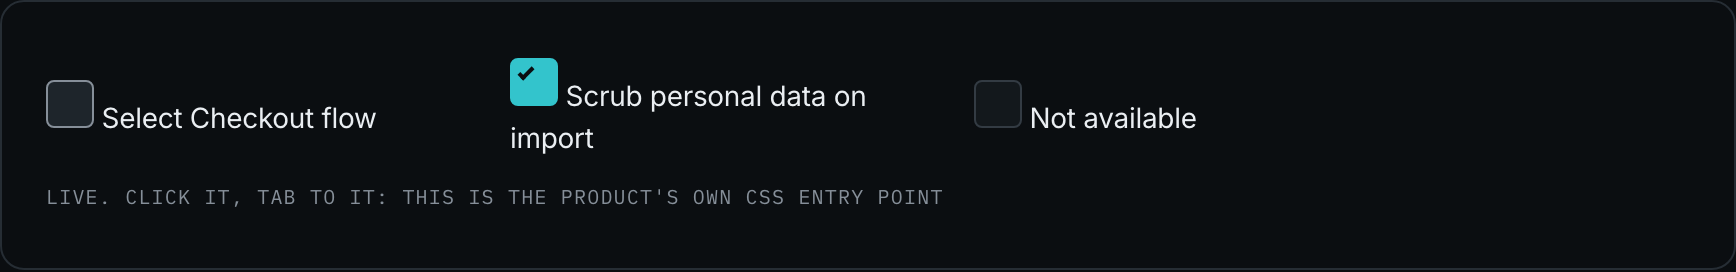 Select Checkout flow
Scrub personal data on
import
Not available
LIVE. CLICK IT, TAB TO IT: THIS IS THE PRODUCT'S OWN CSS ENTRY POINT